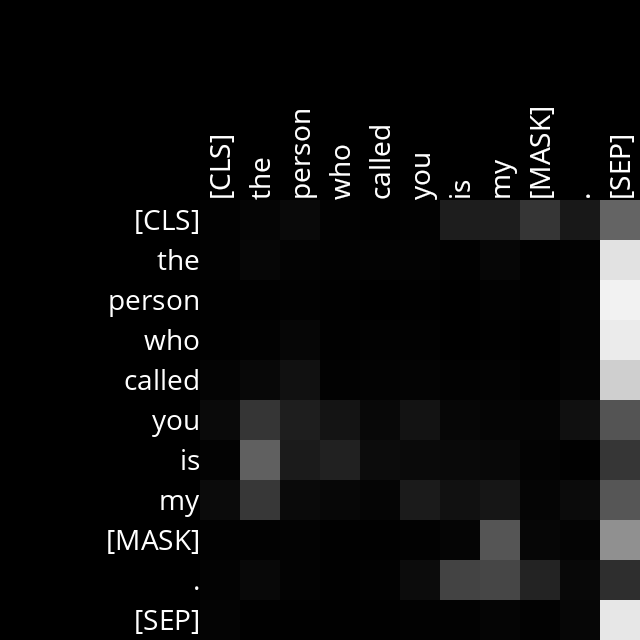 [CLS] the person who called you is my [MASK] . [SEP]
[CLS]
the
person
who
called
you
is
my
[MASK]
.
[SEP]